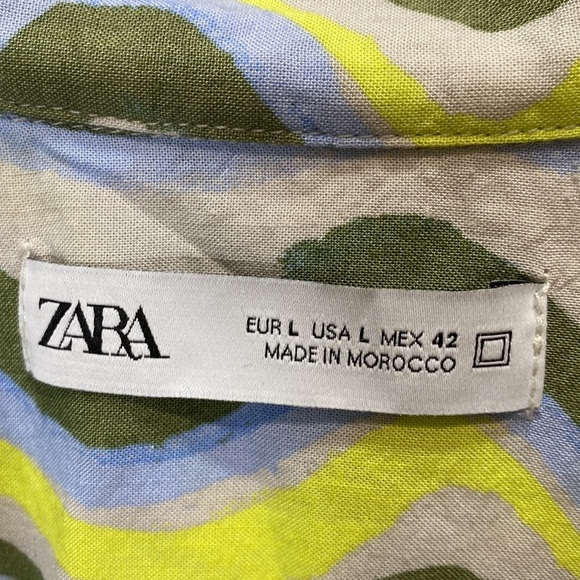 ZARA
EUR L USA L MEX 42
MADE IN MOROCCO